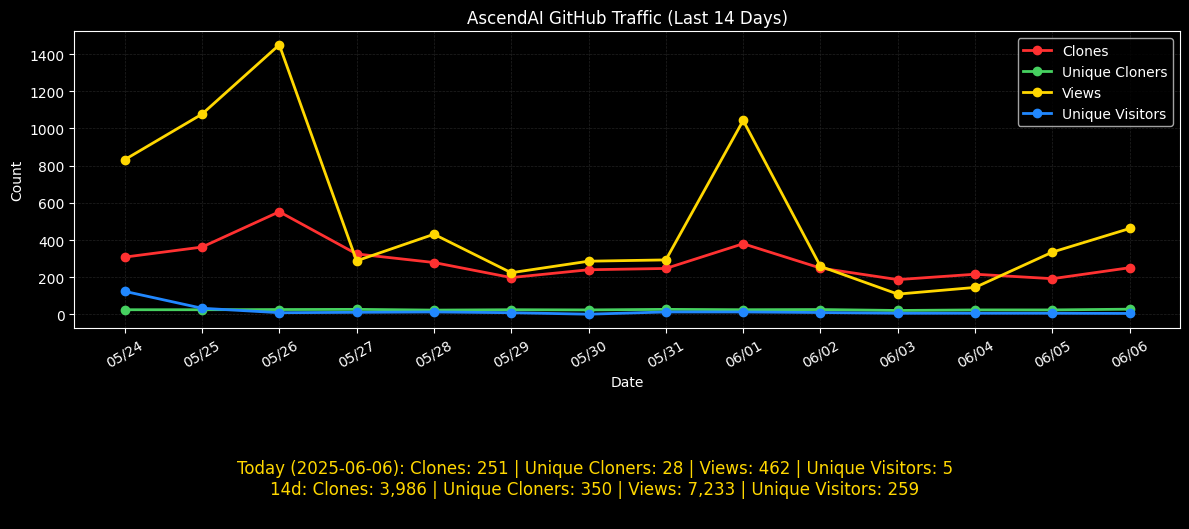 AscendAI GitHub Traffic (Last 14 Days)
Clones
Unique Cloners
Views
Unique Visitors
Count
1400
1200
1000
800
600
400
200
0
05/24
05/25
05/26
05/27
05/28
05/29
05/30
05/31
06/01
06/02
06/03
06/04
06/05
06/06
Date
Today (2025-06-06): Clones: 251 | Unique Cloners: 28 | Views: 462 | Unique Visitors: 5
14d: Clones: 3,986 | Unique Cloners: 350 | Views: 7,233 | Unique Visitors: 259